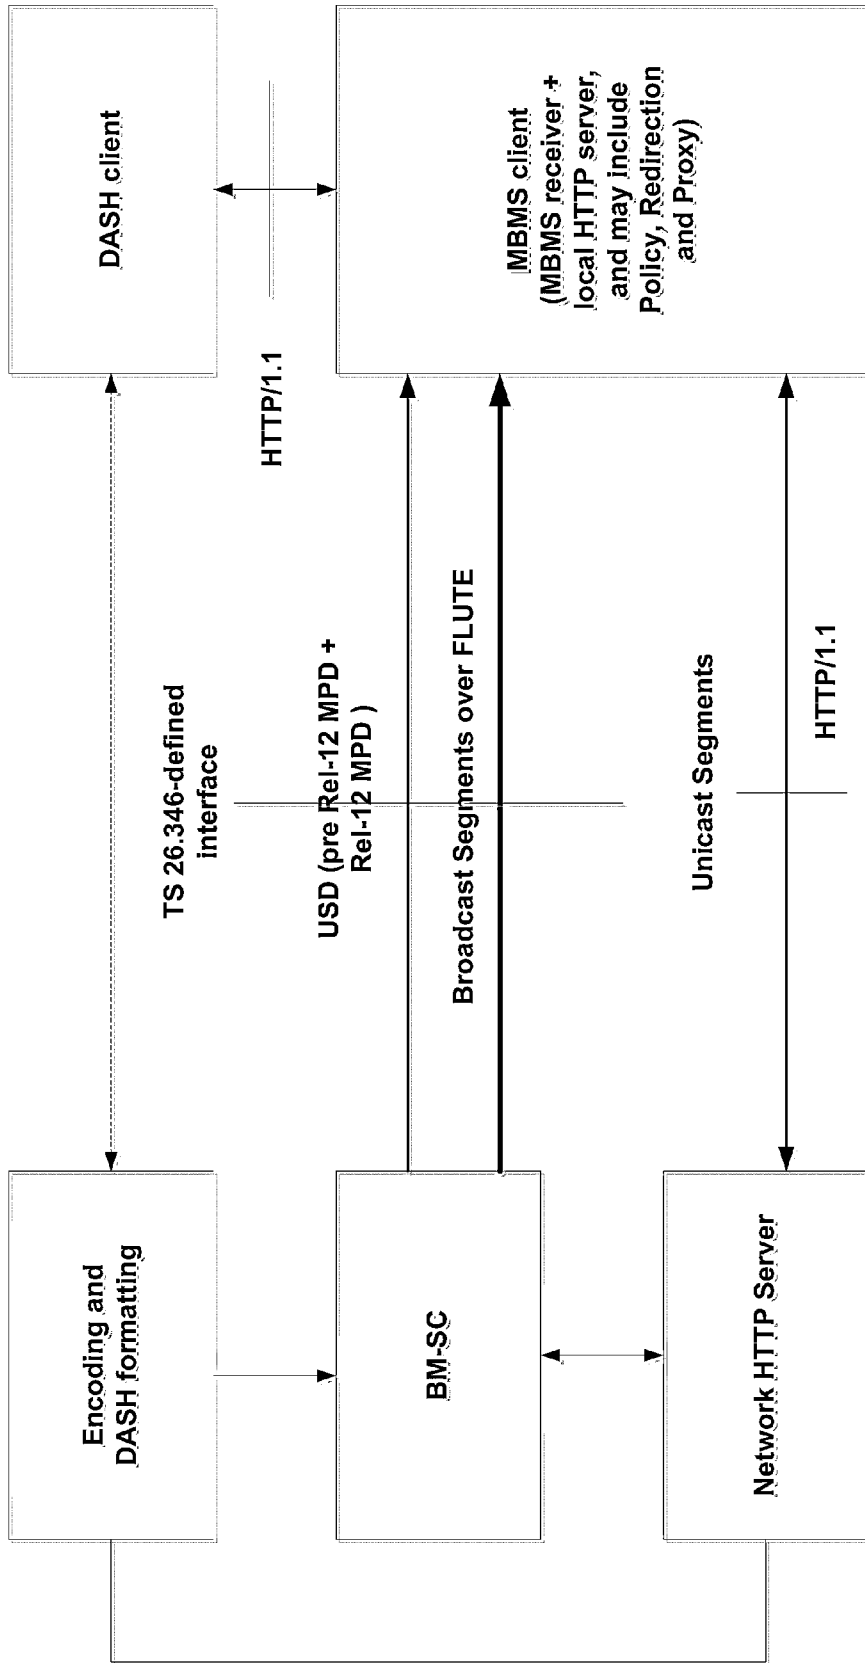 Encoding and
DASH formatting
TS 26.346-defined
interface
DASH client
HTTP/1.1
BM-SC
USD (pre Rel-12 MPD +
Rel-12 MPD )
Broadcast Segments over FLUTE
MBMS client
(MBMS receiver +
local HTTP server,
and may include
Policy, Redirection
and Proxy)
Network HTTP Server
Unicast Segments
HTTP/1.1